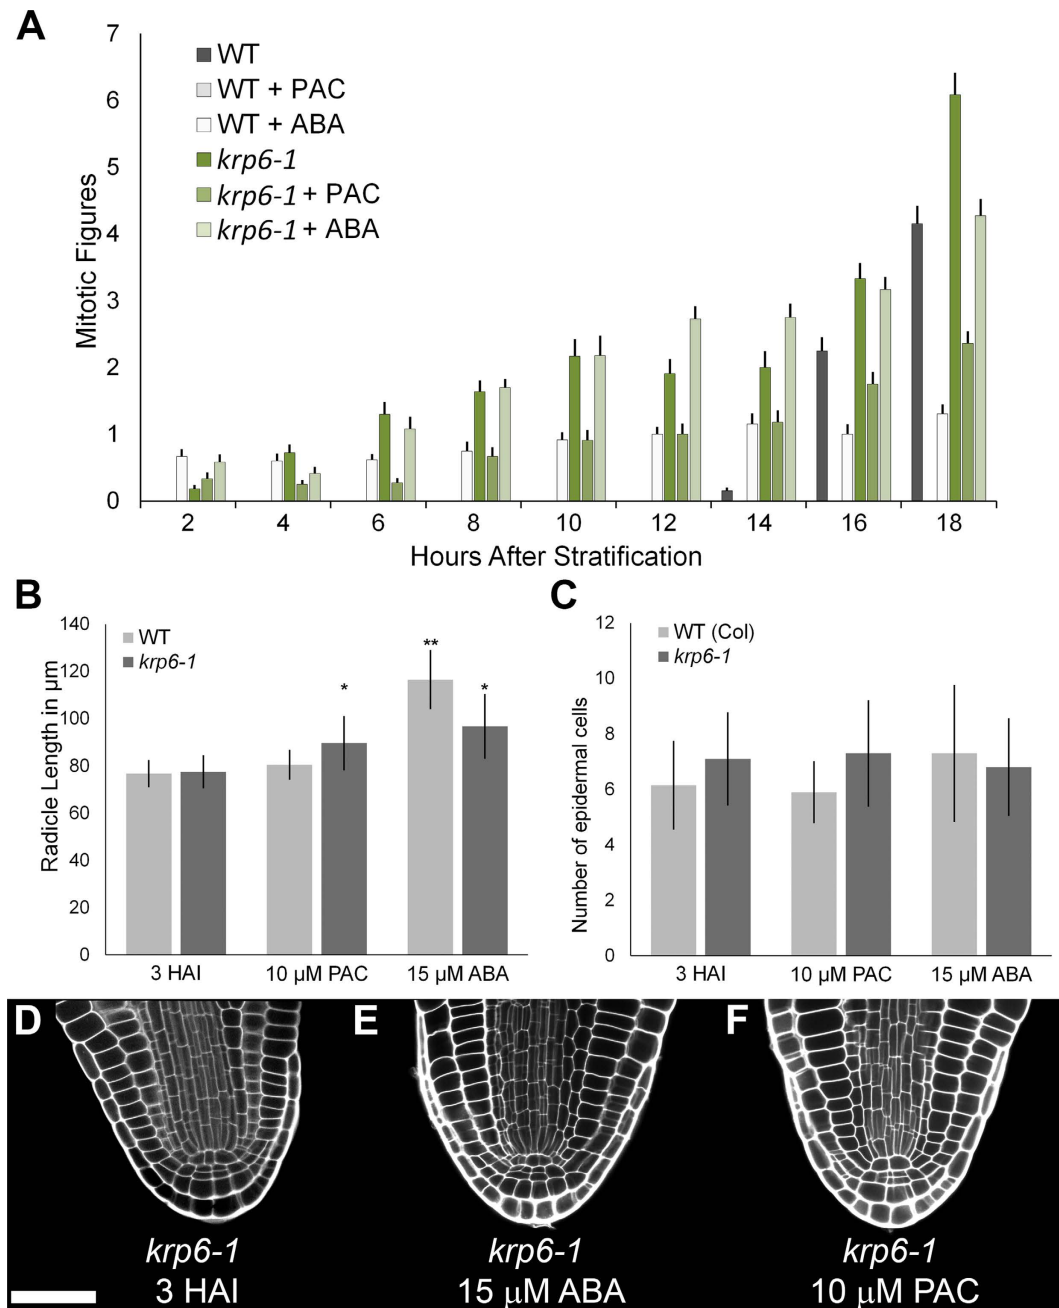 A
7
6
5
4
3
2
1
0
Mitotic Figures
WT
WT + PAC
WT + ABA
krp6-1
krp6-1 + PAC
krp6-1 + ABA
2 4 6 8 10 12 14 16 18
Hours After Stratification
B
140
120
100
80
60
40
20
0
Radicle Length in µm
WT
krp6-1
*
**
*
3 HAI 10 µM PAC 15 µM ABA
C
12
10
8
6
4
2
0
Number of epidermal cells
WT (Col)
krp6-1
3 HAI 10 µM PAC 15 µM ABA
D E F
krp6-1 krp6-1 krp6-1
3 HAI 15 µM ABA 10 µM PAC